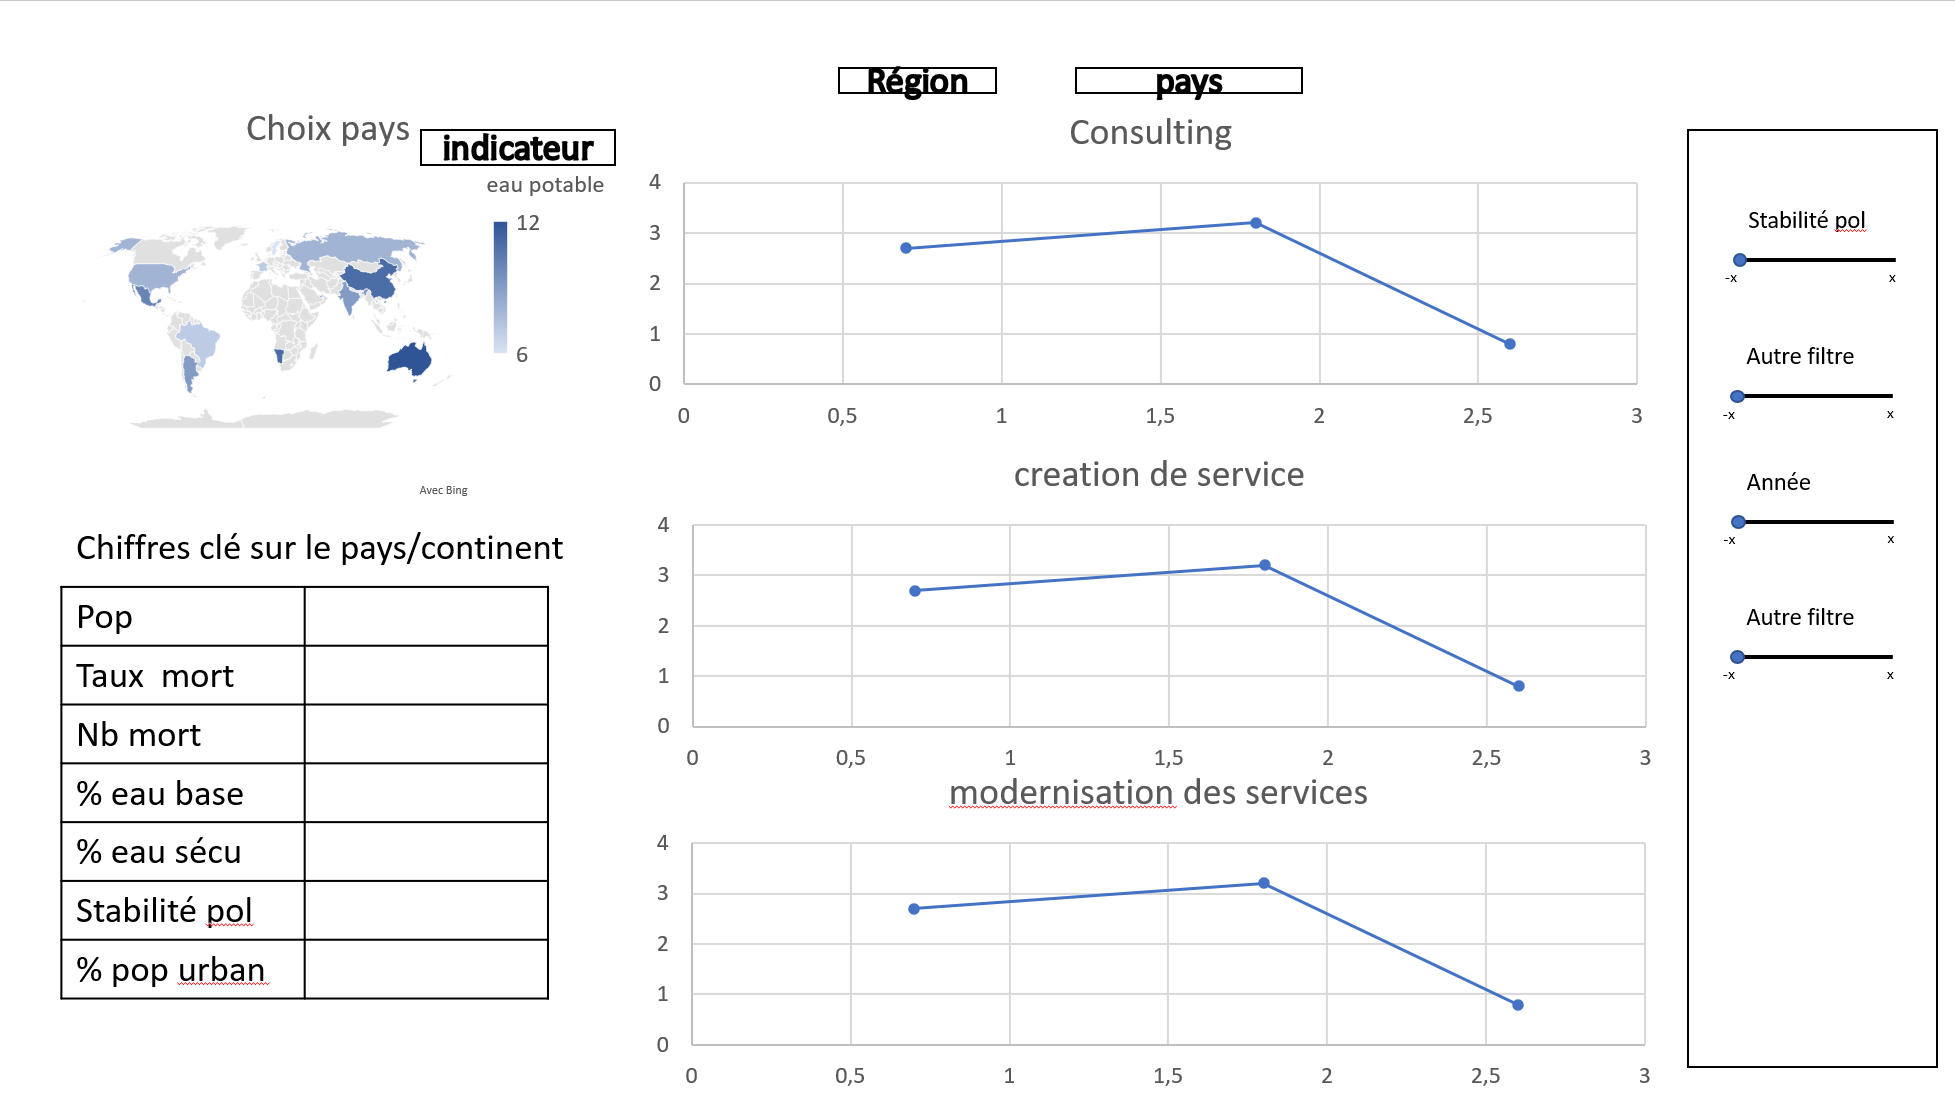 Région
pays
Choix pays
indicateur
eau potable
12
6
Avec Bing
Consulting
4
3
2
1
0
0 0,5 1 1,5 2 2,5 3
creation de service
4
3
2
1
0
0 0,5 1 1,5 2 2,5 3
modernisation des services
4
3
2
1
0
0 0,5 1 1,5 2 2,5 3
Chiffres clé sur le pays/continent
Pop
Taux mort
Nb mort
% eau base
% eau sécu
Stabilité pol
% pop urban
Stabilité pol
-x x
Autre filtre
-x x
Année
-x x
Autre filtre
-x x